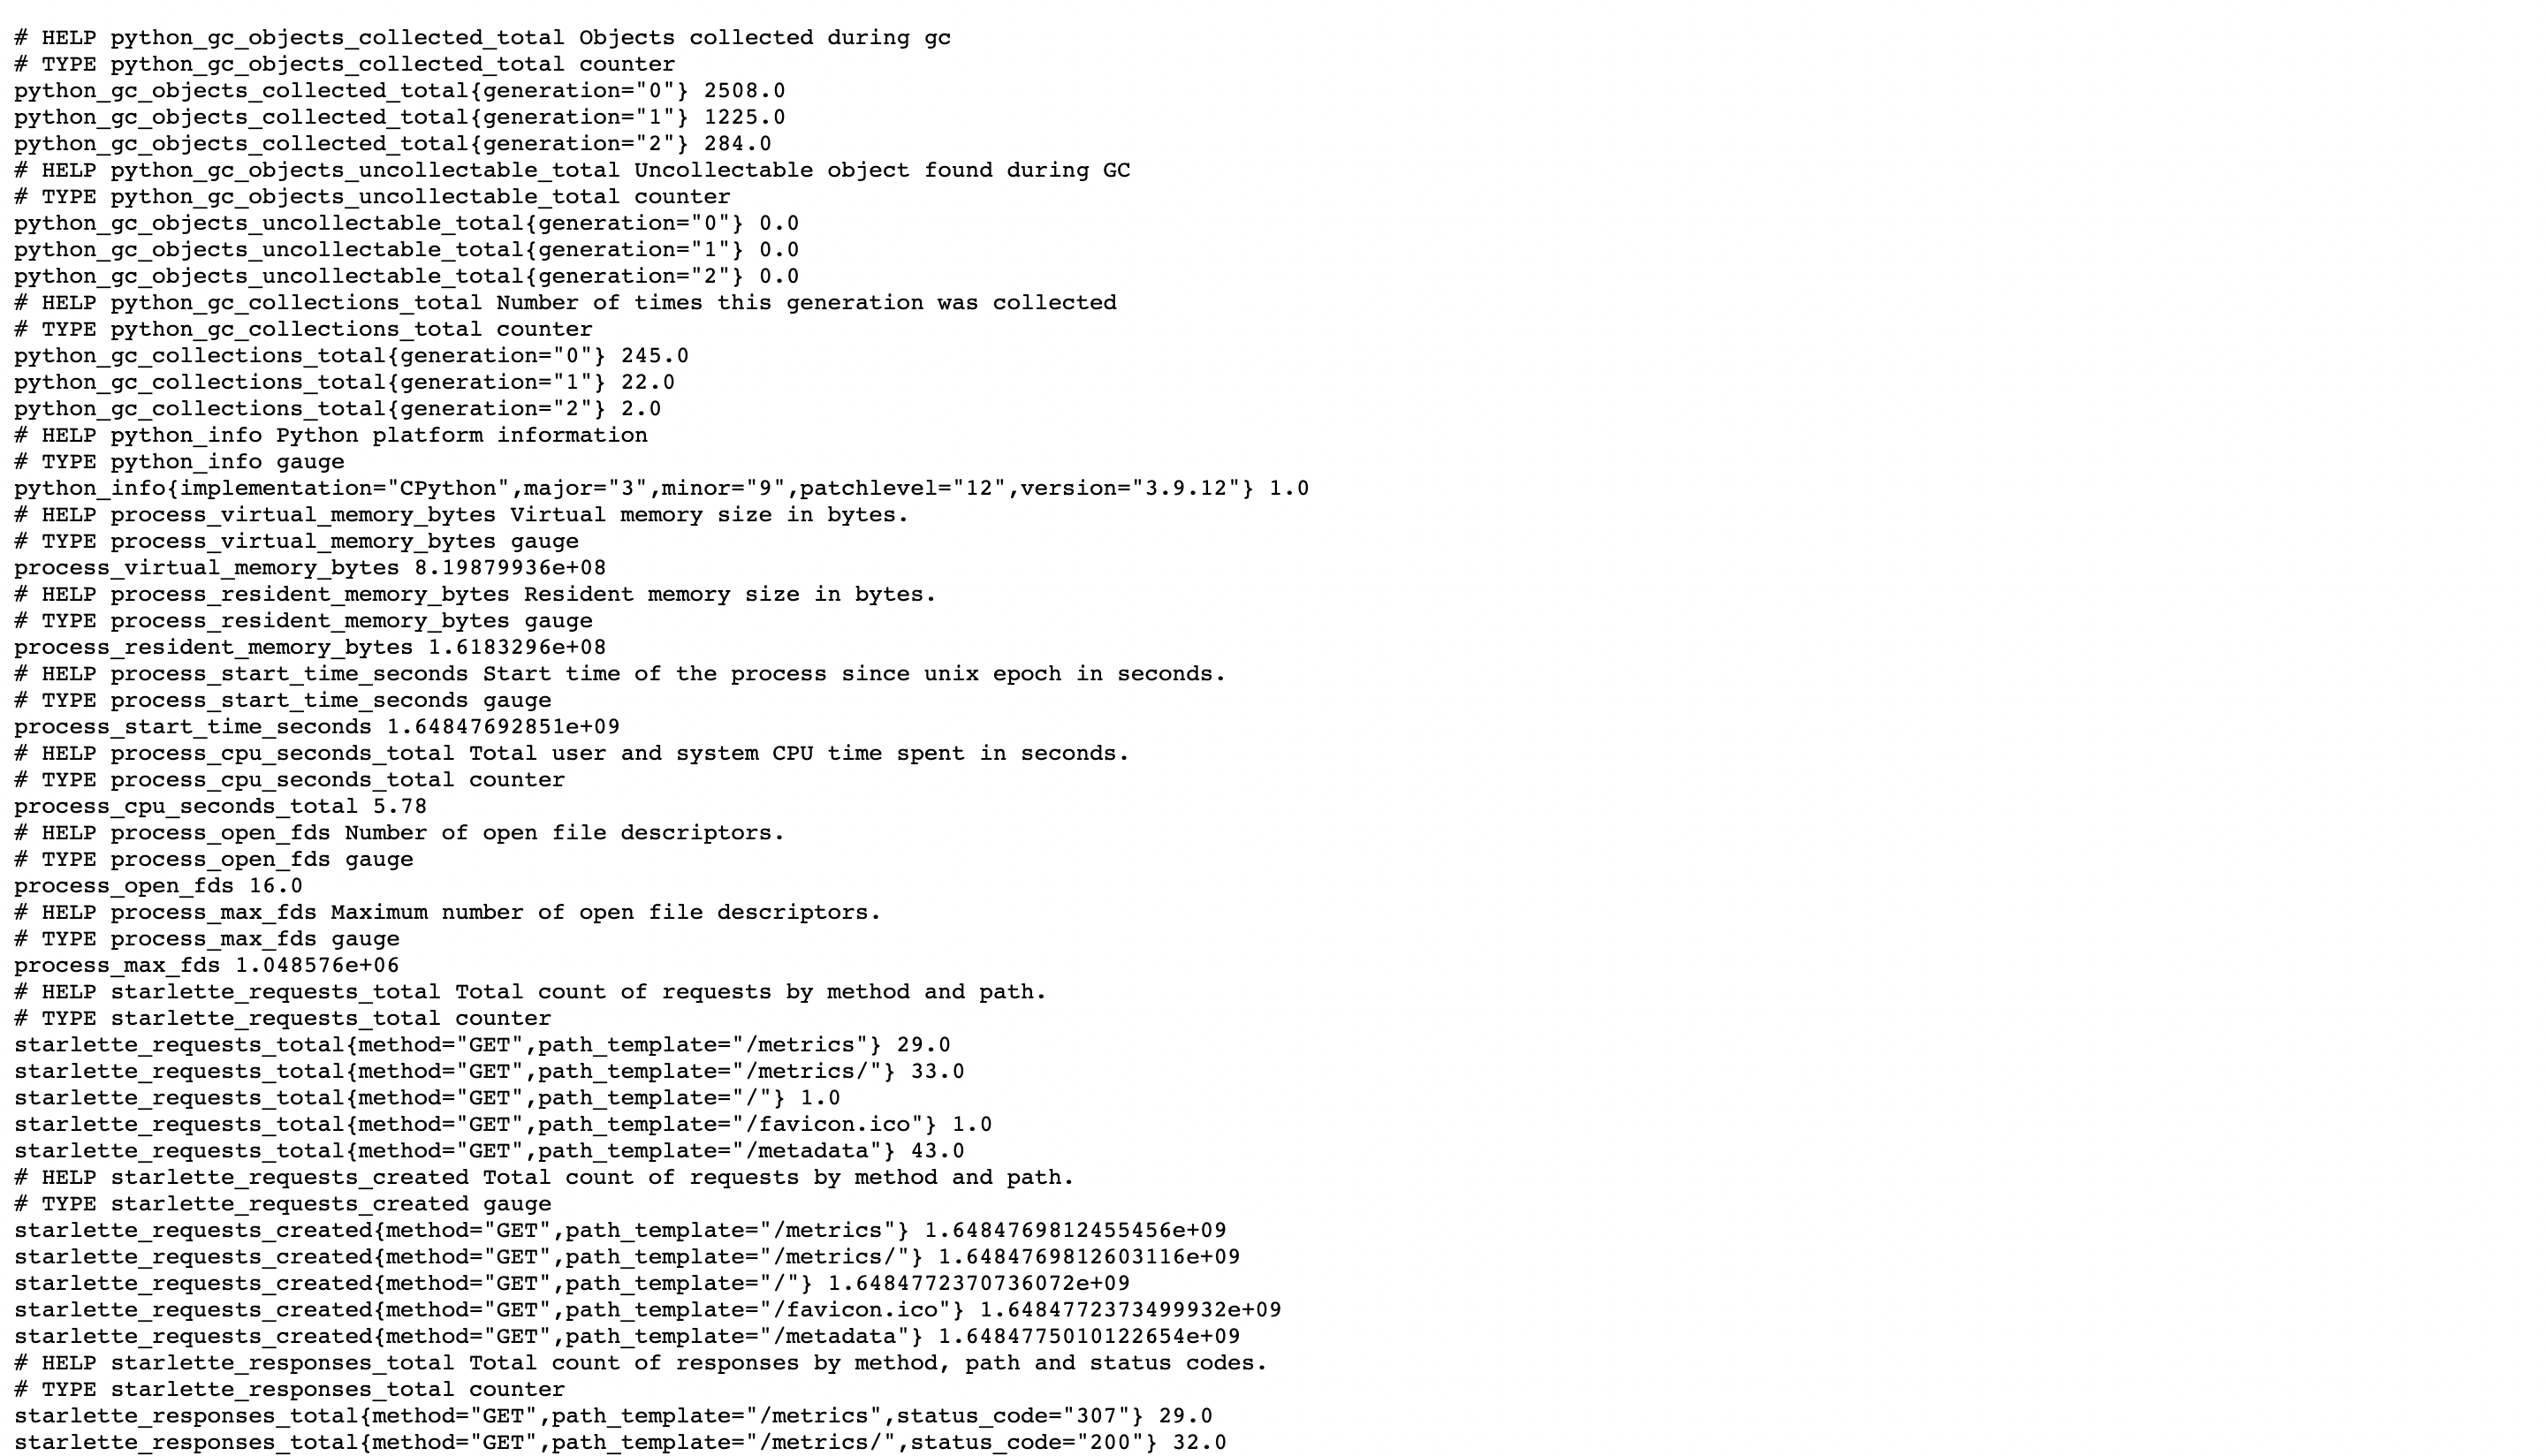 # HELP python_gc_objects_collected_total Objects collected during gc
# TYPE python_gc_objects_collected_total counter
python_gc_objects_collected_total{generation="0"} 2508.0
python_gc_objects_collected_total{generation="1"} 1225.0
python_gc_objects_collected_total{generation="2"} 284.0
# HELP python_gc_objects_uncollectable_total Uncollectable object found during GC
# TYPE python_gc_objects_uncollectable_total counter
python_gc_objects_uncollectable_total{generation="0"} 0.0
python_gc_objects_uncollectable_total{generation="1"} 0.0
python_gc_objects_uncollectable_total{generation="2"} 0.0
# HELP python_gc_collections_total Number of times this generation was collected
# TYPE python_gc_collections_total counter
python_gc_collections_total{generation="0"} 245.0
python_gc_collections_total{generation="1"} 22.0
python_gc_collections_total{generation="2"} 2.0
# HELP python_info Python platform information
# TYPE python_info gauge
python_info{implementation="CPython",major="3",minor="9",patchlevel="12",version="3.9.12"} 1.0
# HELP process_virtual_memory_bytes Virtual memory size in bytes.
# TYPE process_virtual_memory_bytes gauge
process_virtual_memory_bytes 8.19879936e+08
# HELP process_resident_memory_bytes Resident memory size in bytes.
# TYPE process_resident_memory_bytes gauge
process_resident_memory_bytes 1.6183296e+08
# HELP process_start_time_seconds Start time of the process since unix epoch in seconds.
# TYPE process_start_time_seconds gauge
process_start_time_seconds 1.64847692851e+09
# HELP process_cpu_seconds_total Total user and system CPU time spent in seconds.
# TYPE process_cpu_seconds_total counter
process_cpu_seconds_total 5.78
# HELP process_open_fds Number of open file descriptors.
# TYPE process_open_fds gauge
process_open_fds 16.0
# HELP process_max_fds Maximum number of open file descriptors.
# TYPE process_max_fds gauge
process_max_fds 1.048576e+06
# HELP starlette_requests_total Total count of requests by method and path.
# TYPE starlette_requests_total counter
starlette_requests_total{method="GET",path_template="/metrics"} 29.0
starlette_requests_total{method="GET",path_template="/metrics/"} 33.0
starlette_requests_total{method="GET",path_template="/"} 1.0
starlette_requests_total{method="GET",path_template="/favicon.ico"} 1.0
starlette_requests_total{method="GET",path_template="/metadata"} 43.0
# HELP starlette_requests_created Total count of requests by method and path.
# TYPE starlette_requests_created gauge
starlette_requests_created{method="GET",path_template="/metrics"} 1.6484769812455456e+09
starlette_requests_created{method="GET",path_template="/metrics/"} 1.6484769812603116e+09
starlette_requests_created{method="GET",path_template="/"} 1.6484772370736072e+09
starlette_requests_created{method="GET",path_template="/favicon.ico"} 1.6484772373499932e+09
starlette_requests_created{method="GET",path_template="/metadata"} 1.6484775010122654e+09
# HELP starlette_responses_total Total count of responses by method, path and status codes.
# TYPE starlette_responses_total counter
starlette_responses_total{method="GET",path_template="/metrics",status_code="307"} 29.0
starlette_responses_total{method="GET",path_template="/metrics/",status_code="200"} 32.0